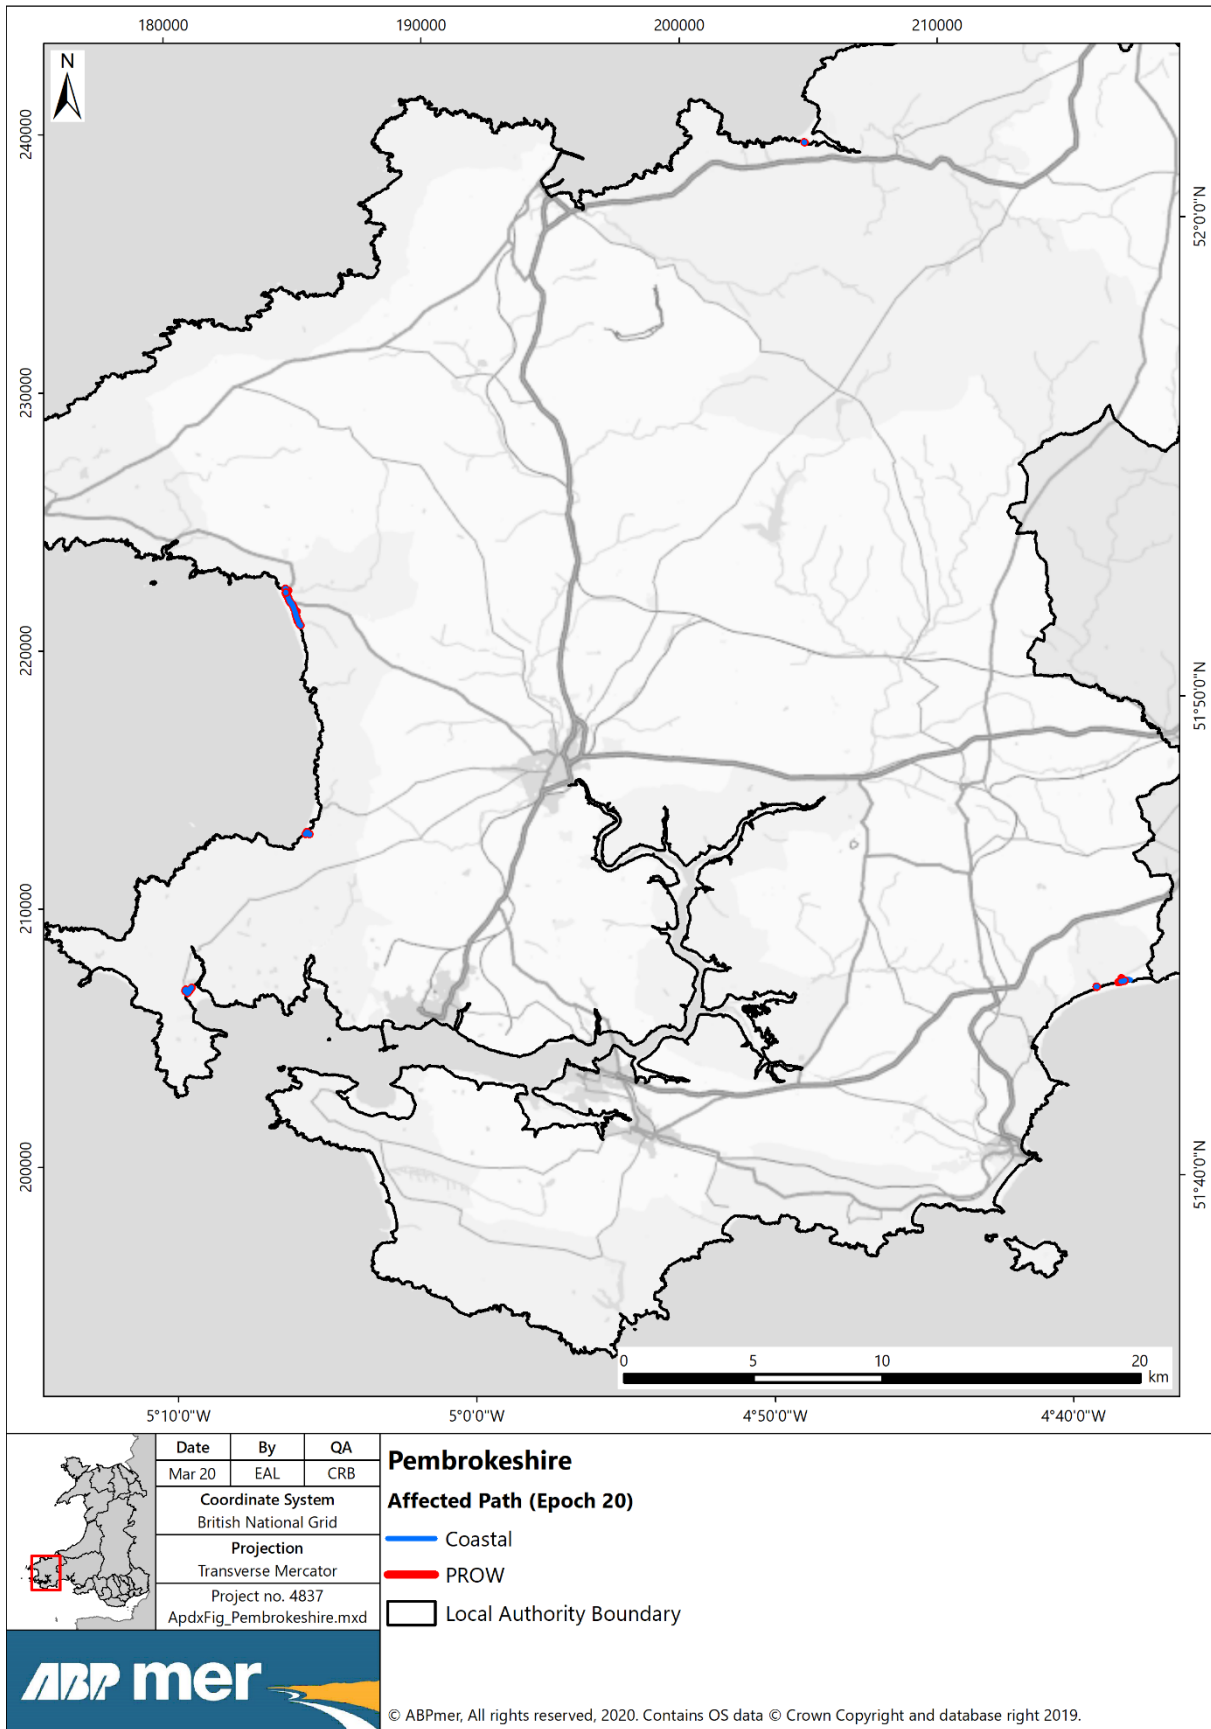 180000 190000 200000 210000
N
240000
230000
220000
210000
200000
52°0'0"N
51°50'0"N
51°40'0"N
0 5 10 20
km
5°10'0"W 5°0'0"W 4°50'0"W 4°40'0"W
Date By QA
Mar 20 EAL CRB
Coordinate System
British National Grid
Projection
Transverse Mercator
Project no. 4837
ApdxFig_Pembrokeshire.mxd
ABP mer
Pembrokeshire
Affected Path (Epoch 20)
Coastal
PROW
Local Authority Boundary
© ABPmer, All rights reserved, 2020. Contains OS data © Crown Copyright and database right 2019.